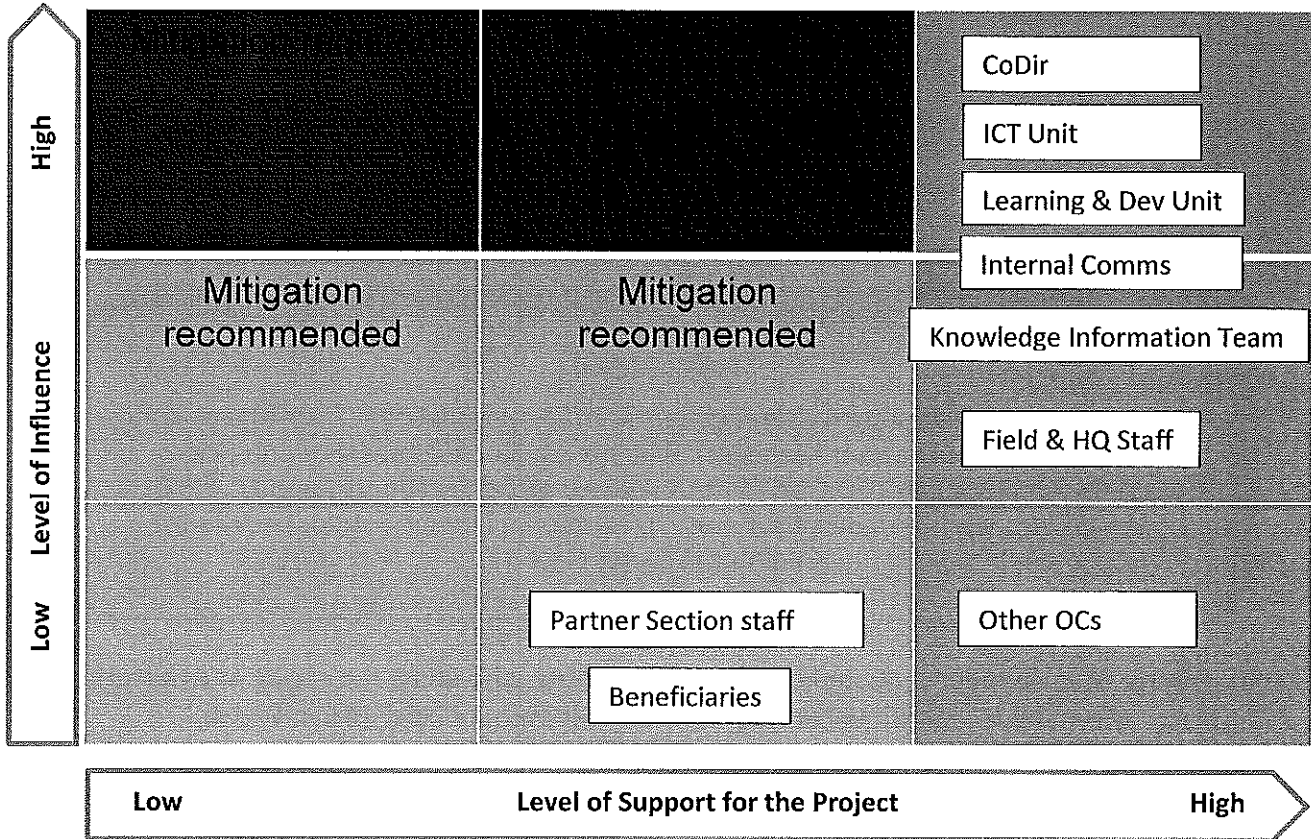 High
Level of Influence
Low
CoDir
ICT Unit
Learning & Dev Unit
Internal Comms
Mitigation
recommended
Mitigation
recommended
Knowledge Information Team
Field & HQ Staff
Partner Section staff
Other OCs
Beneficiaries
Low
Level of Support for the Project
High